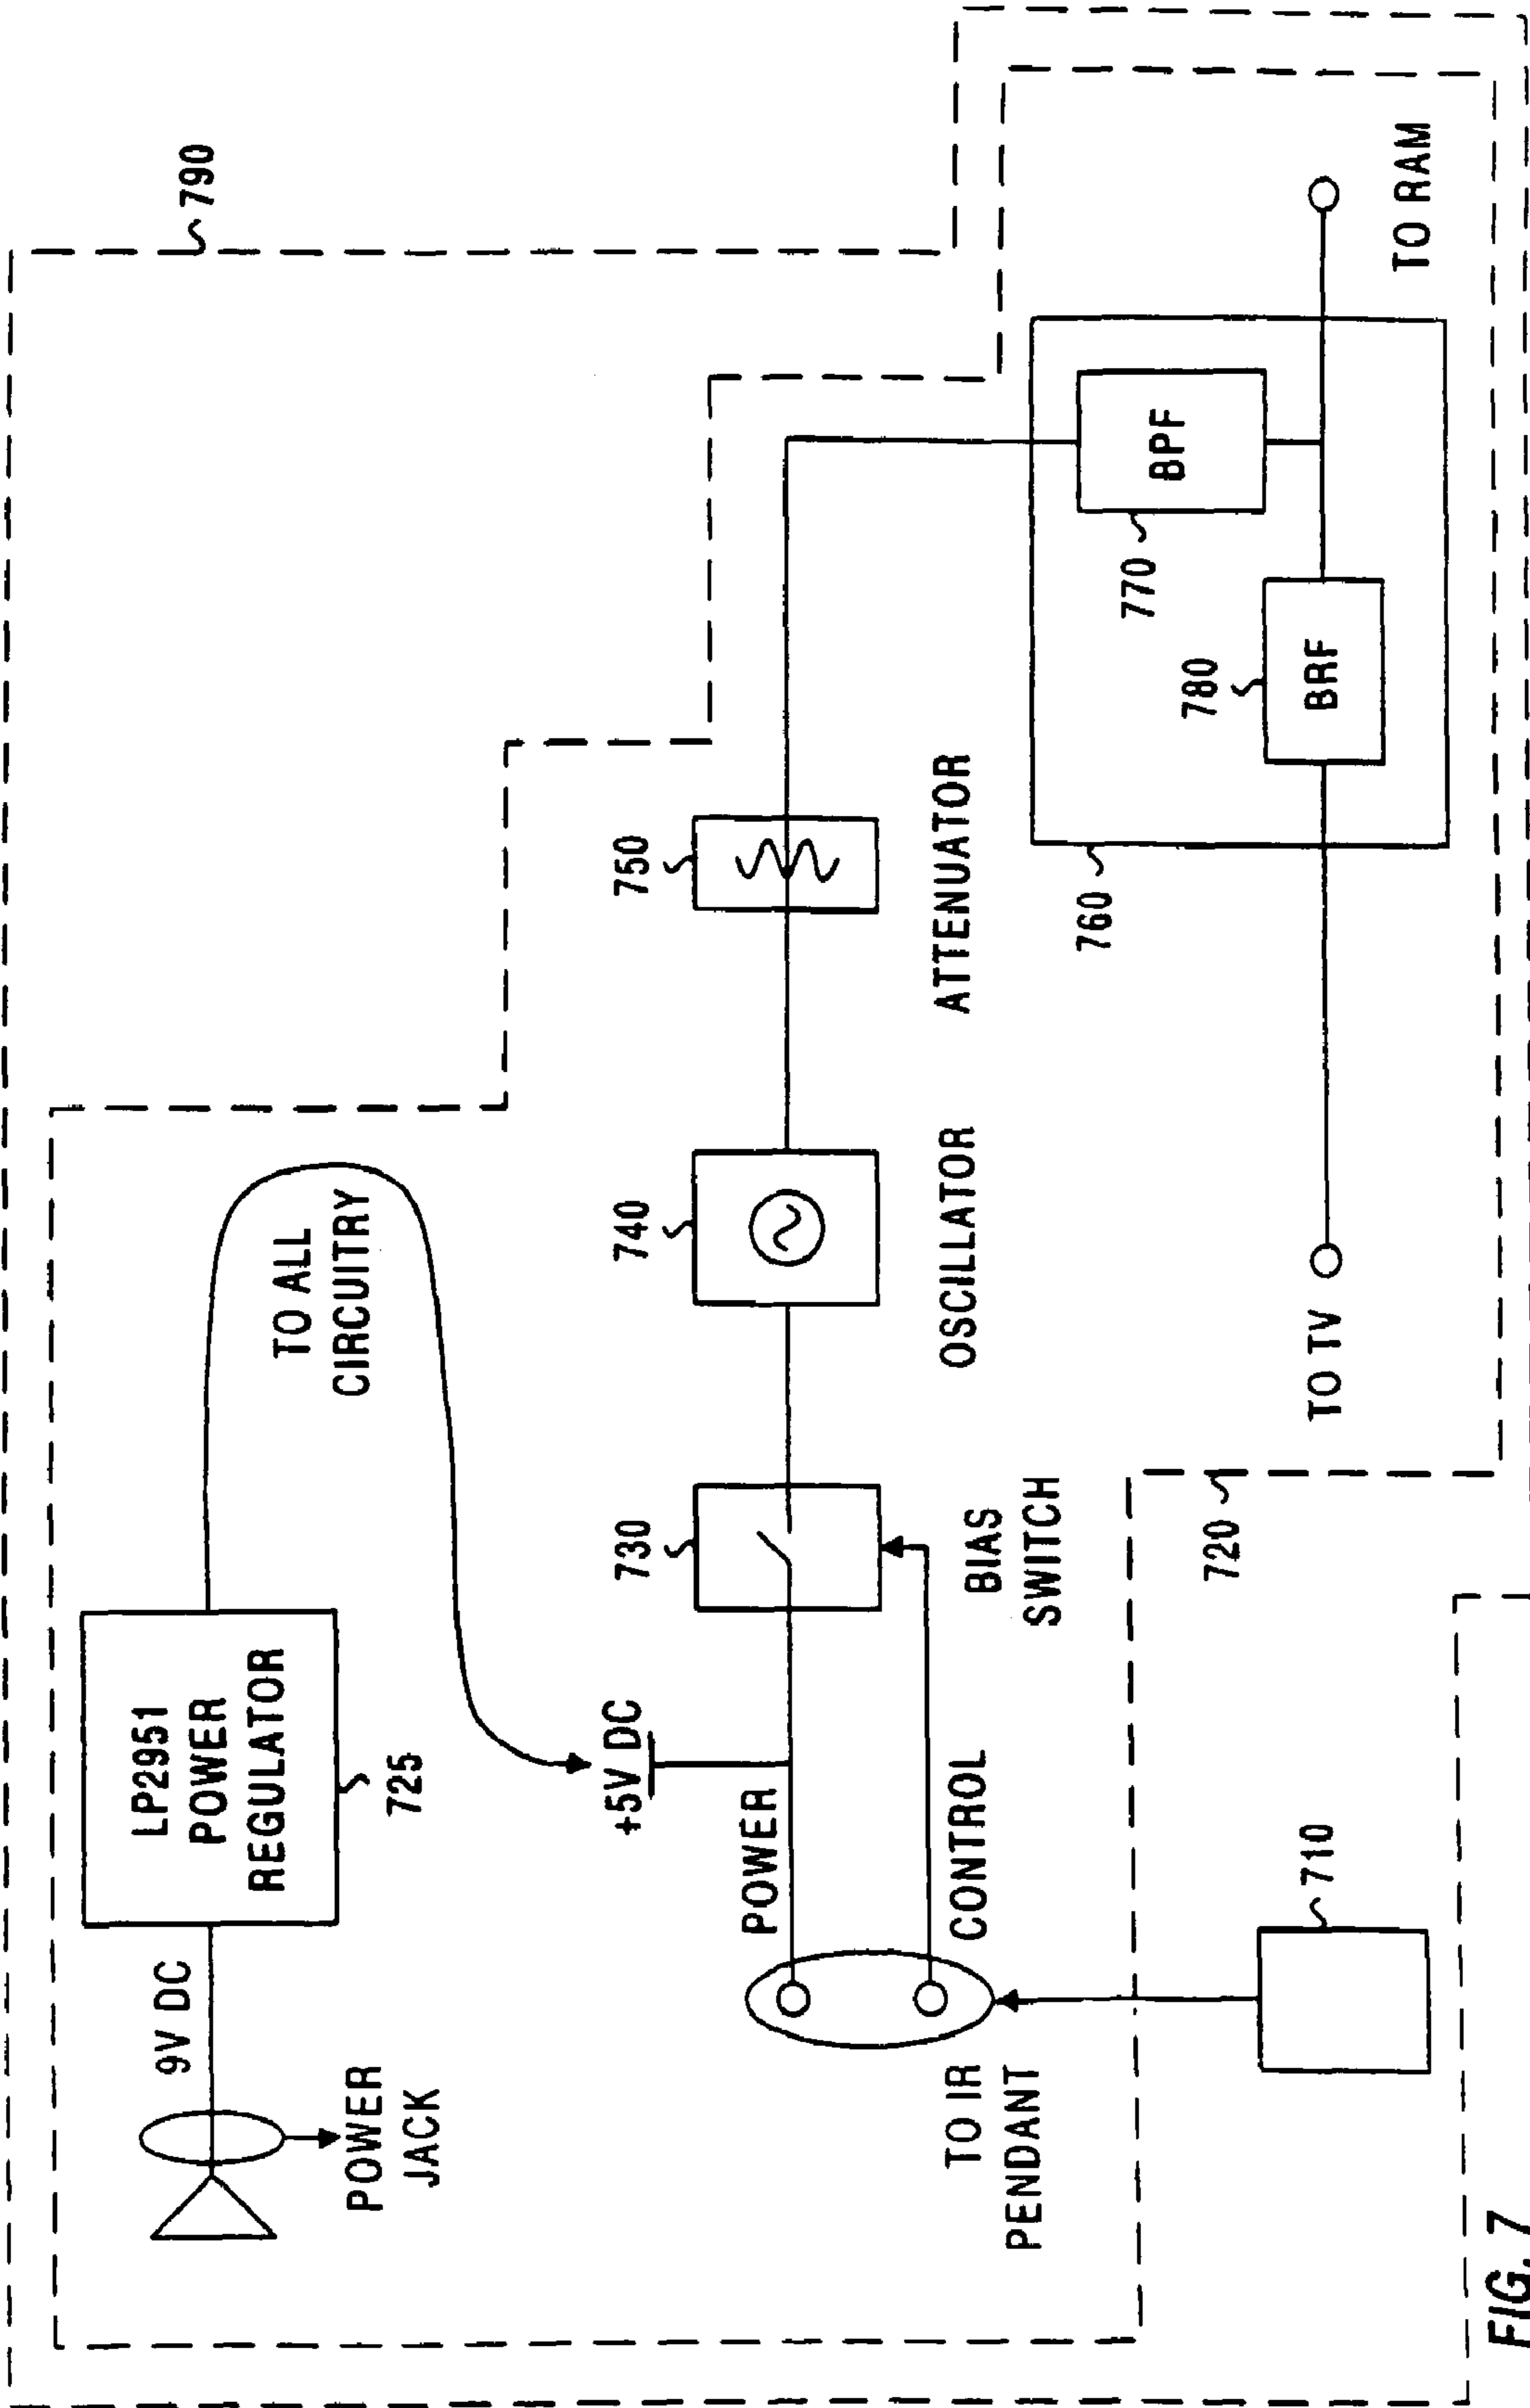 790
9V DC
POWER
JACK
LP2951
POWER
REGULATOR
725
TO ALL
CIRCUITRY
+5V DC
POWER
CONTROL
TO IR
PENDANT
710
730
BIAS
SWITCH
740
OSCILLATOR
750
ATTENUATOR
720
760
770
BPF
780
BRF
TO TV
TO RAM
FIG. 7